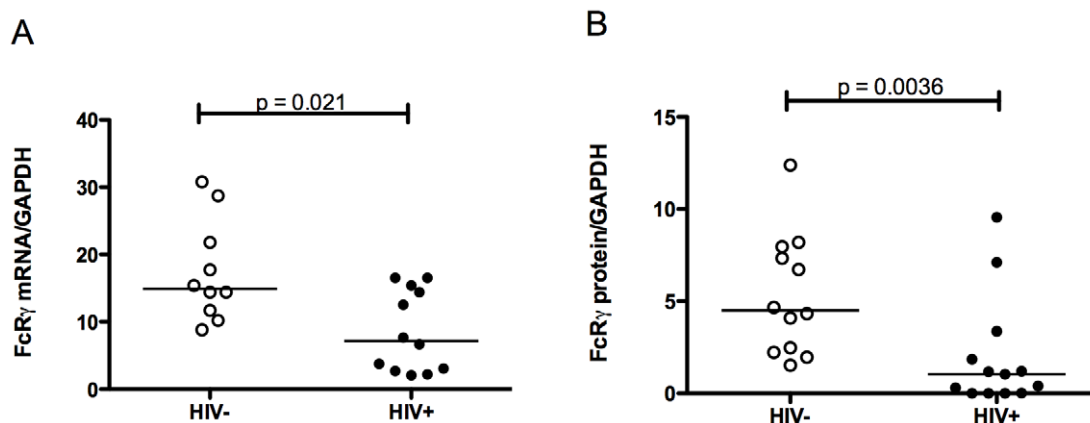 A
p = 0.021
FcRγ mRNA/GAPDH
40
30
20
10
0
HIV-
HIV+
B
p = 0.0036
FcRγ protein/GAPDH
15
10
5
0
HIV-
HIV+